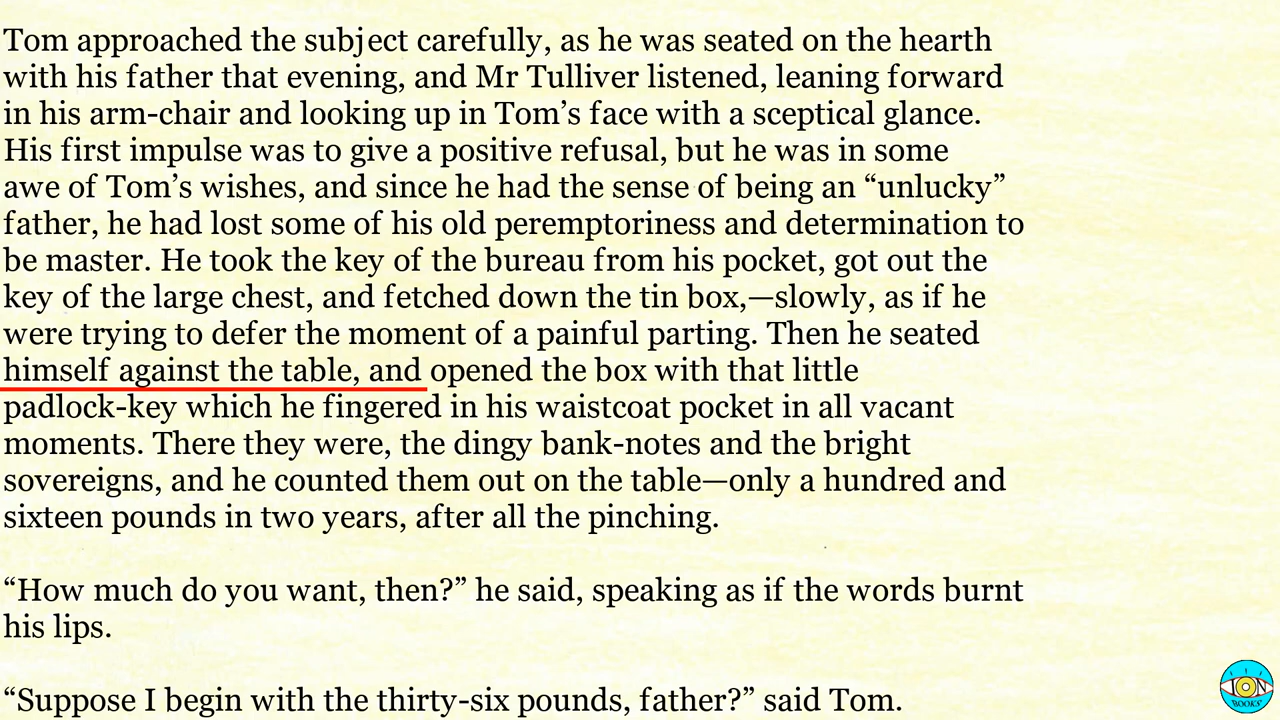 Tom approached the subject carefully, as he was seated on the hearth
with his father that evening, and Mr Tulliver listened, leaning forward
in his arm-chair and looking up in Tom’s face with a sceptical glance.
His first impulse was to give a positive refusal, but he was in some
awe of Tom’s wishes, and since he had the sense of being an “unlucky”
father, he had lost some of his old peremptoriness and determination to
be master. He took the key of the bureau from his pocket, got out the
key of the large chest, and fetched down the tin box,—slowly, as if he
were trying to defer the moment of a painful parting. Then he seated
himself against the table, and opened the box with that little
padlock-key which he fingered in his waistcoat pocket in all vacant
moments. There they were, the dingy bank-notes and the bright
sovereigns, and he counted them out on the table—only a hundred and
sixteen pounds in two years, after all the pinching.
“How much do you want, then?” he said, speaking as if the words burnt
his lips.
“Suppose I begin with the thirty-six pounds, father?” said Tom.
ION
BOOKS